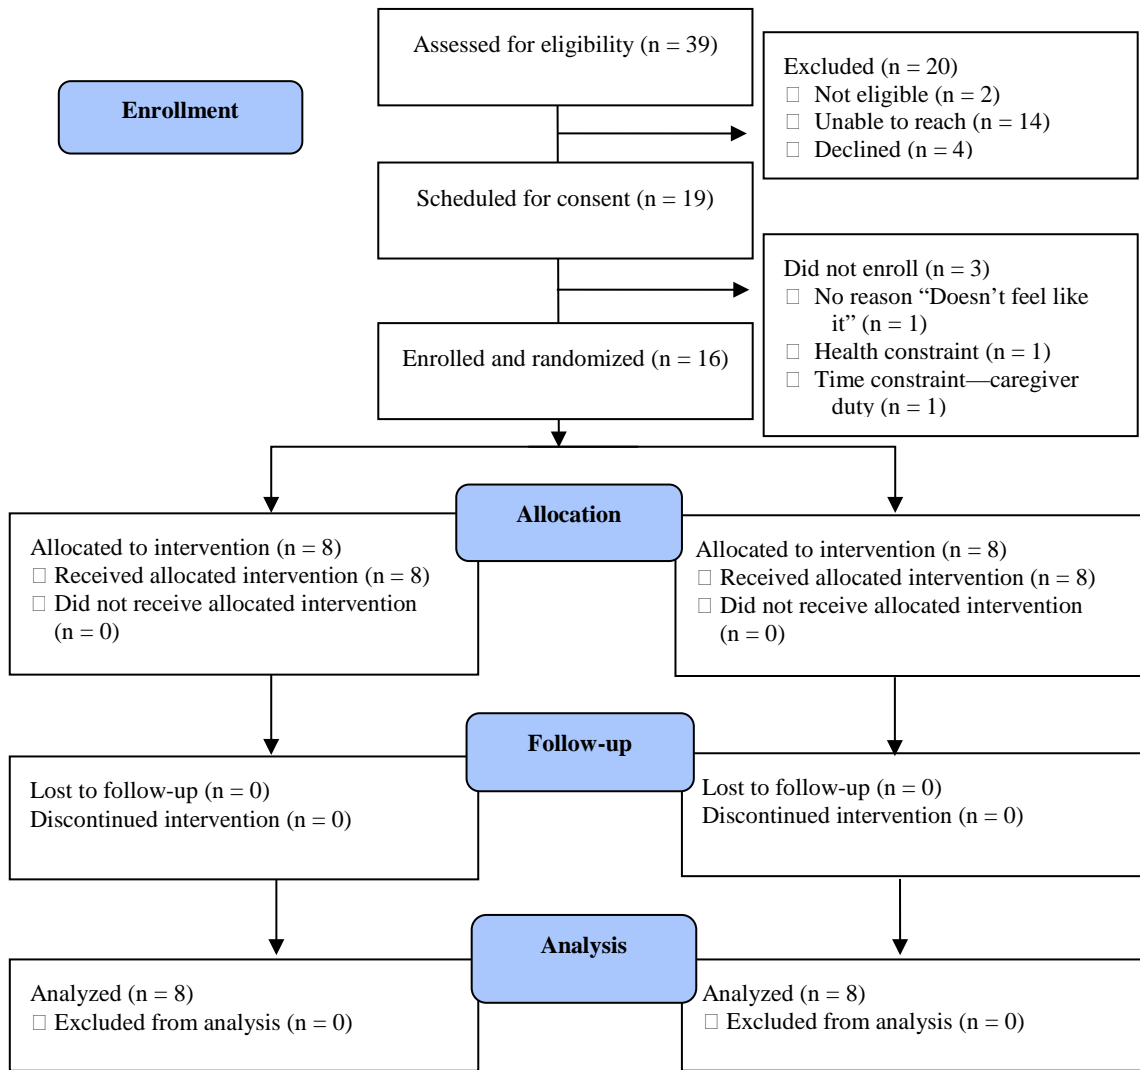 Assessed for eligibility (n = 39)
Excluded (n = 20)
□ Not eligible (n = 2)
□ Unable to reach (n = 14)
□ Declined (n = 4)
Enrollment
Scheduled for consent (n = 19)
Did not enroll (n = 3)
□ No reason “Doesn’t feel like
it” (n = 1)
□ Health constraint (n = 1)
□ Time constraint—caregiver
duty (n = 1)
Enrolled and randomized (n = 16)
Allocation
Allocated to intervention (n = 8)
□ Received allocated intervention (n = 8)
□ Did not receive allocated intervention
(n = 0)
Allocated to intervention (n = 8)
□ Received allocated intervention (n = 8)
□ Did not receive allocated intervention
(n = 0)
Follow-up
Lost to follow-up (n = 0)
Discontinued intervention (n = 0)
Lost to follow-up (n = 0)
Discontinued intervention (n = 0)
Analysis
Analyzed (n = 8)
□ Excluded from analysis (n = 0)
Analyzed (n = 8)
□ Excluded from analysis (n = 0)